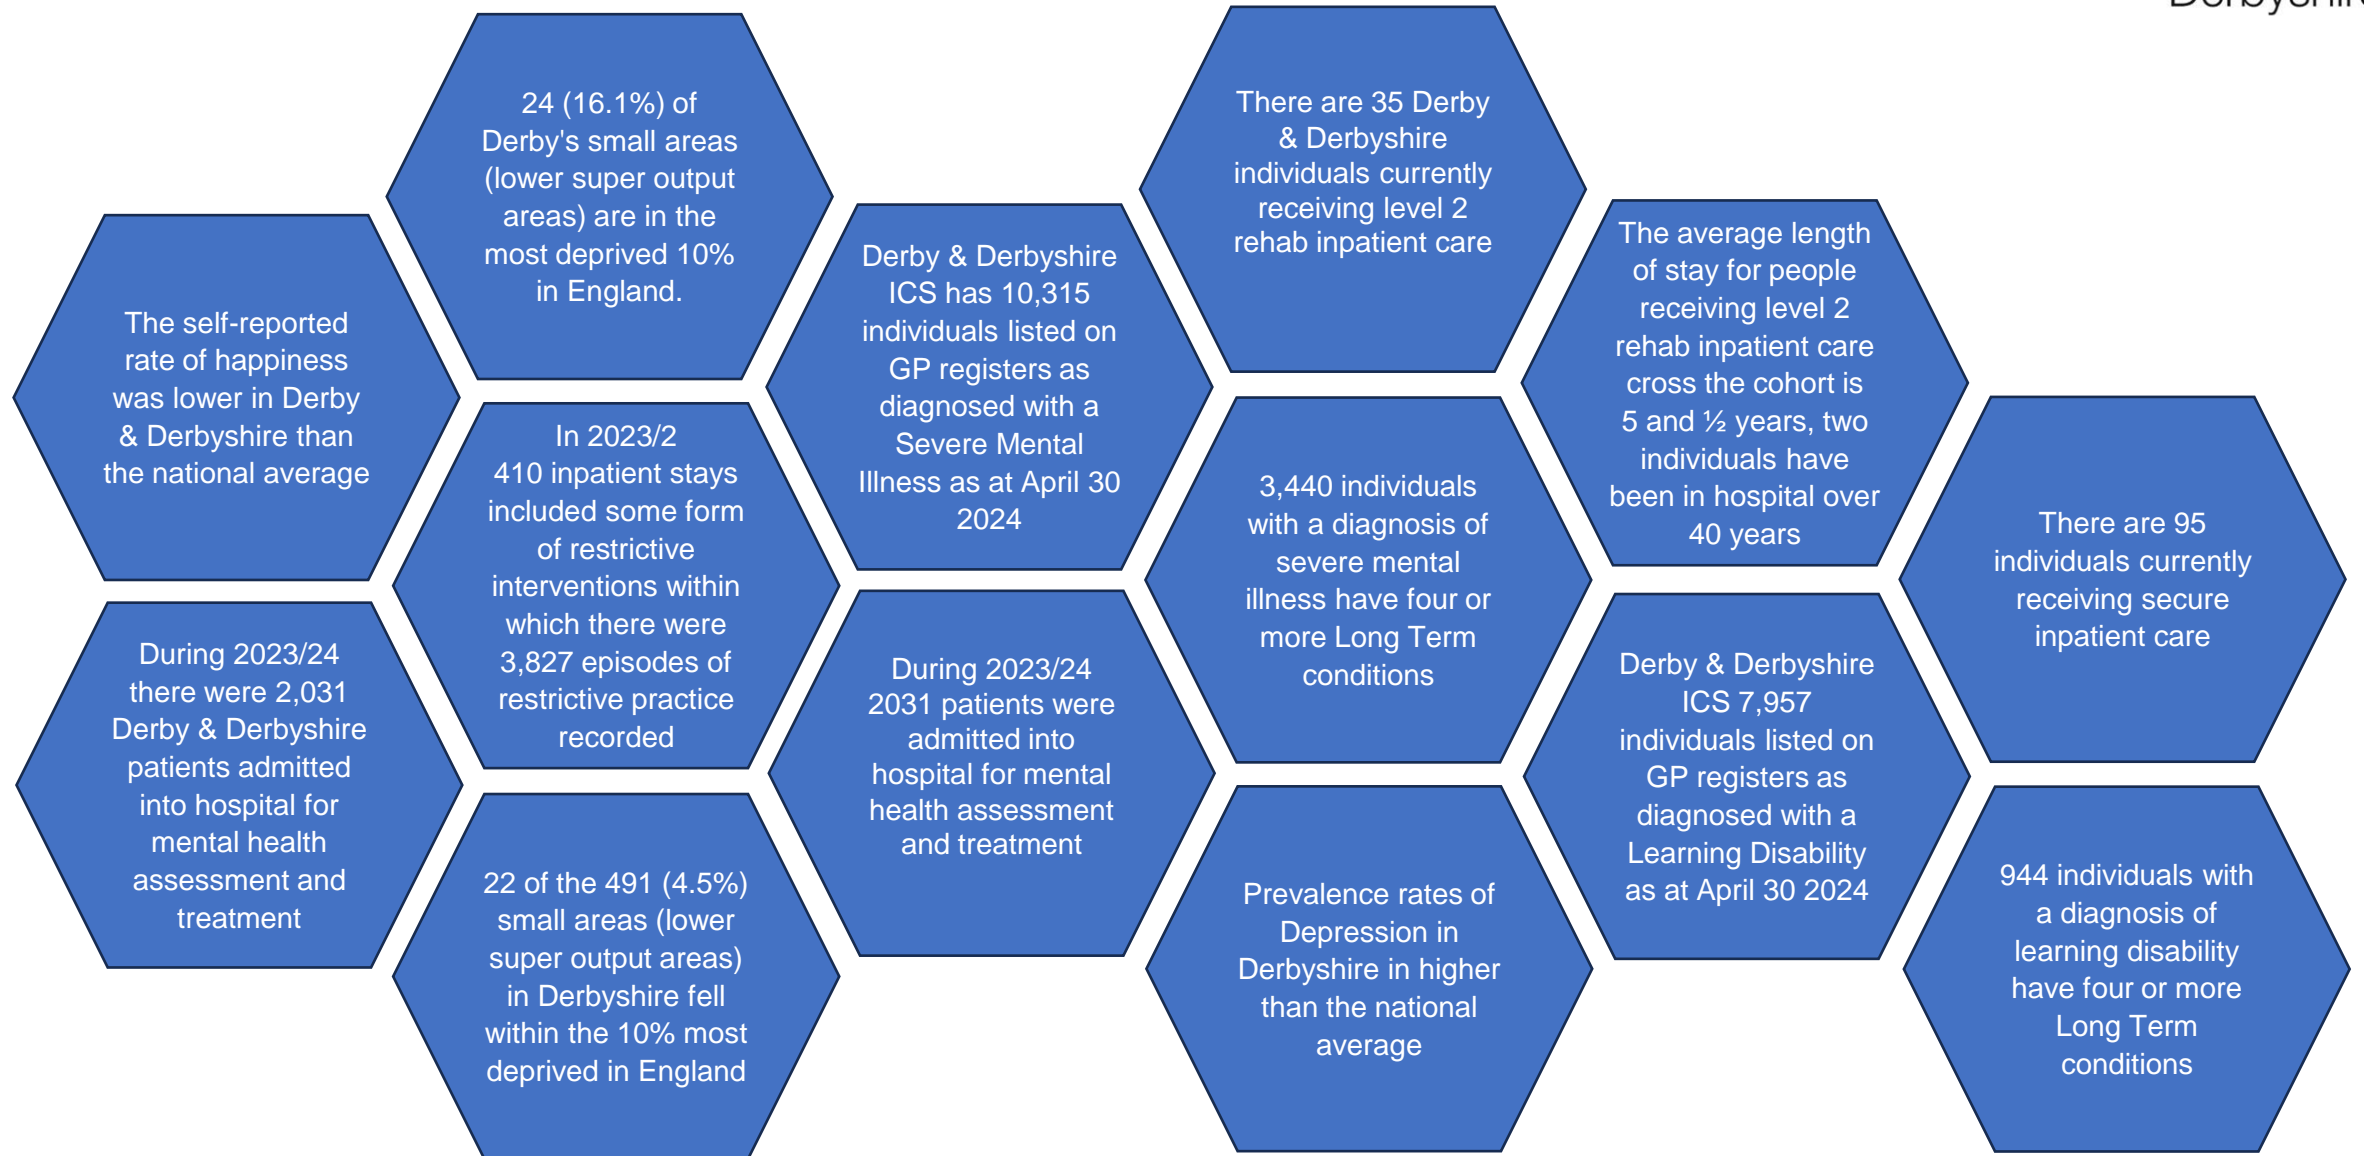 The self-reported
rate of happiness
was lower in Derby
& Derbyshire than
the national average
During 2023/24
there were 2,031
Derby & Derbyshire
patients admitted
into hospital for
mental health
assessment and
treatment
24 (16.1%) of
Derby's small areas
(lower super output
areas) are in the
most deprived 10%
in England.
In 2023/2
410 inpatient stays
included some form
of restrictive
interventions within
which there were
3,827 episodes of
restrictive practice
recorded
22 of the 491 (4.5%)
small areas (lower
super output areas)
in Derbyshire fell
within the 10% most
deprived in England
Derby & Derbyshire
ICS has 10,315
individuals listed on
GP registers as
diagnosed with a
Severe Mental
Illness as at April 30
2024
During 2023/24
2031 patients were
admitted into
hospital for mental
health assessment
and treatment
There are 35 Derby
& Derbyshire
individuals currently
receiving level 2
rehab inpatient care
3,440 individuals
with a diagnosis of
severe mental
illness have four or
more Long Term
conditions
Prevalence rates of
Depression in
Derbyshire in higher
than the national
average
The average length
of stay for people
receiving level 2
rehab inpatient care
cross the cohort is
5 and ½ years, two
individuals have
been in hospital over
40 years
Derby & Derbyshire
ICS 7,957
individuals listed on
GP registers as
diagnosed with a
Learning Disability
as at April 30 2024
There are 95
individuals currently
receiving secure
inpatient care
944 individuals with
a diagnosis of
learning disability
have four or more
Long Term
conditions